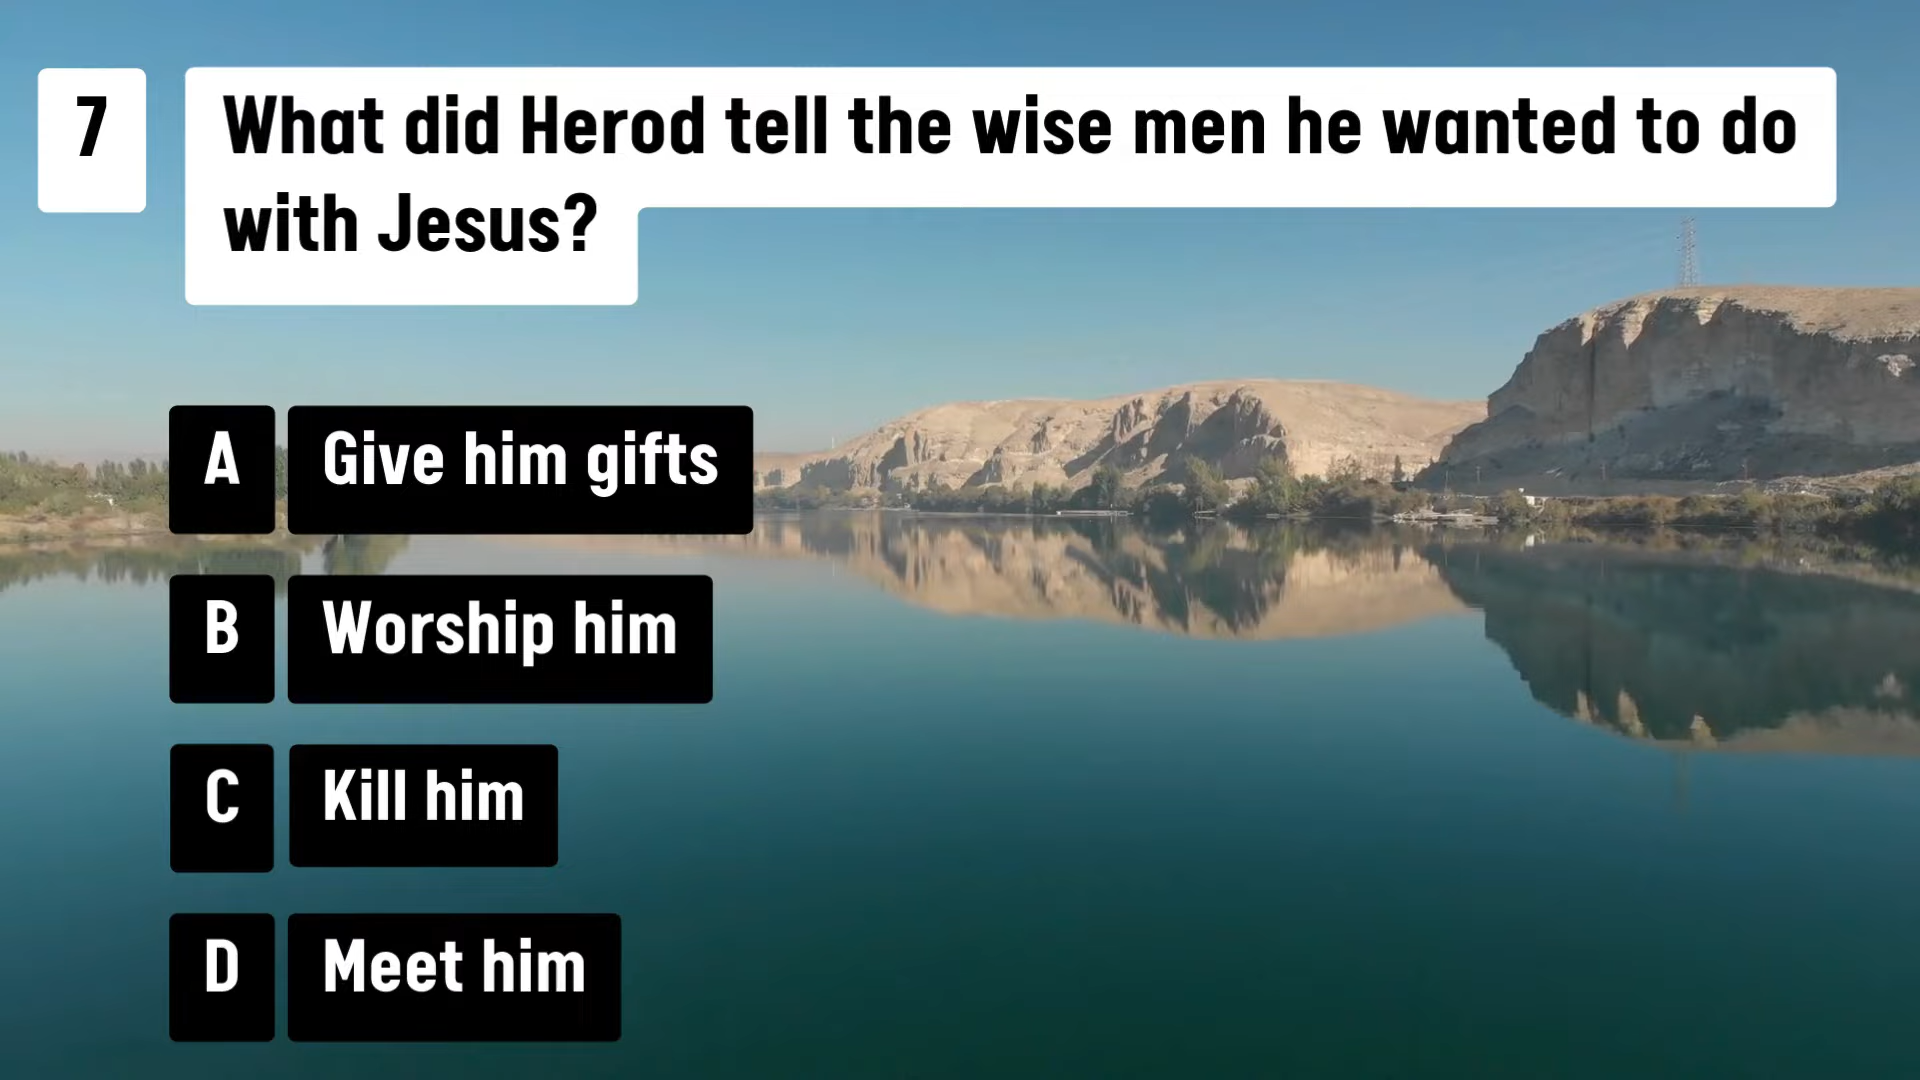 7
What did Herod tell the wise men he wanted to do
with Jesus?
A Give him gifts
B Worship him
C Kill him
D Meet him